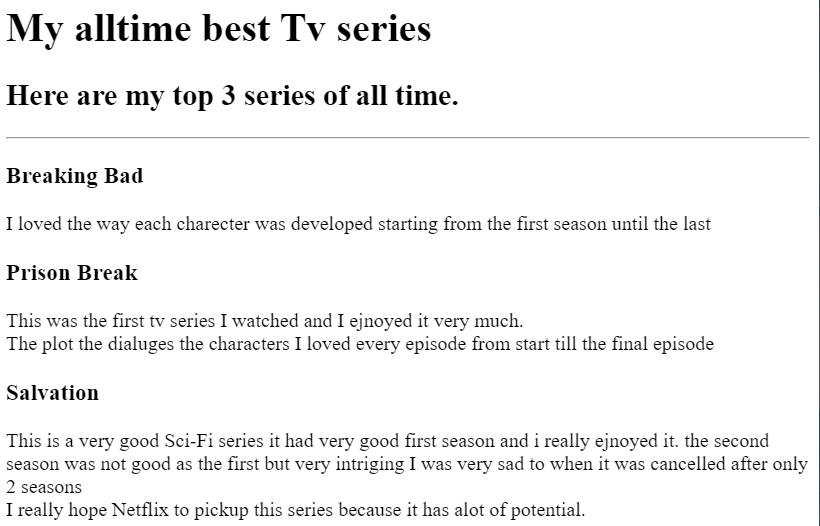 My alltime best Tv series
Here are my top 3 series of all time.
Breaking Bad
I loved the way each charecter was developed starting from the first season until the last
Prison Break
This was the first tv series I watched and I ejnoyed it very much.
The plot the dialuges the characters I loved every episode from start till the final episode
Salvation
This is a very good Sci-Fi series it had very good first season and i really ejnoyed it. the second
season was not good as the first but very intriging I was very sad to when it was cancelled after only
2 seasons
I really hope Netflix to pickup this series because it has alot of potential.